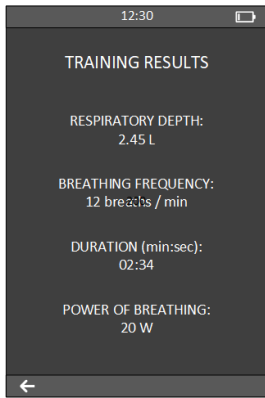 12:30
TRAINING RESULTS
RESPIRATORY DEPTH:
2.45 L
BREATHING FREQUENCY:
12 breaths / min
DURATION (min:sec):
02:34
POWER OF BREATHING:
20 W